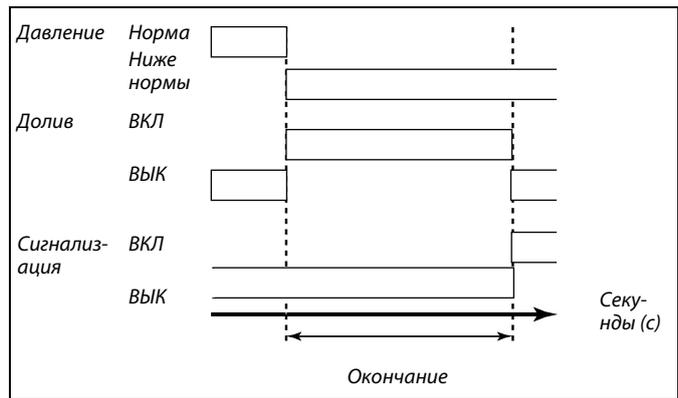 Давление Норма
Ниже
нормы
Долив ВКЛ
ВЫК
Сигнализ-
ация
ВКЛ
ВЫК
Секу-
нды (с)
Окончание